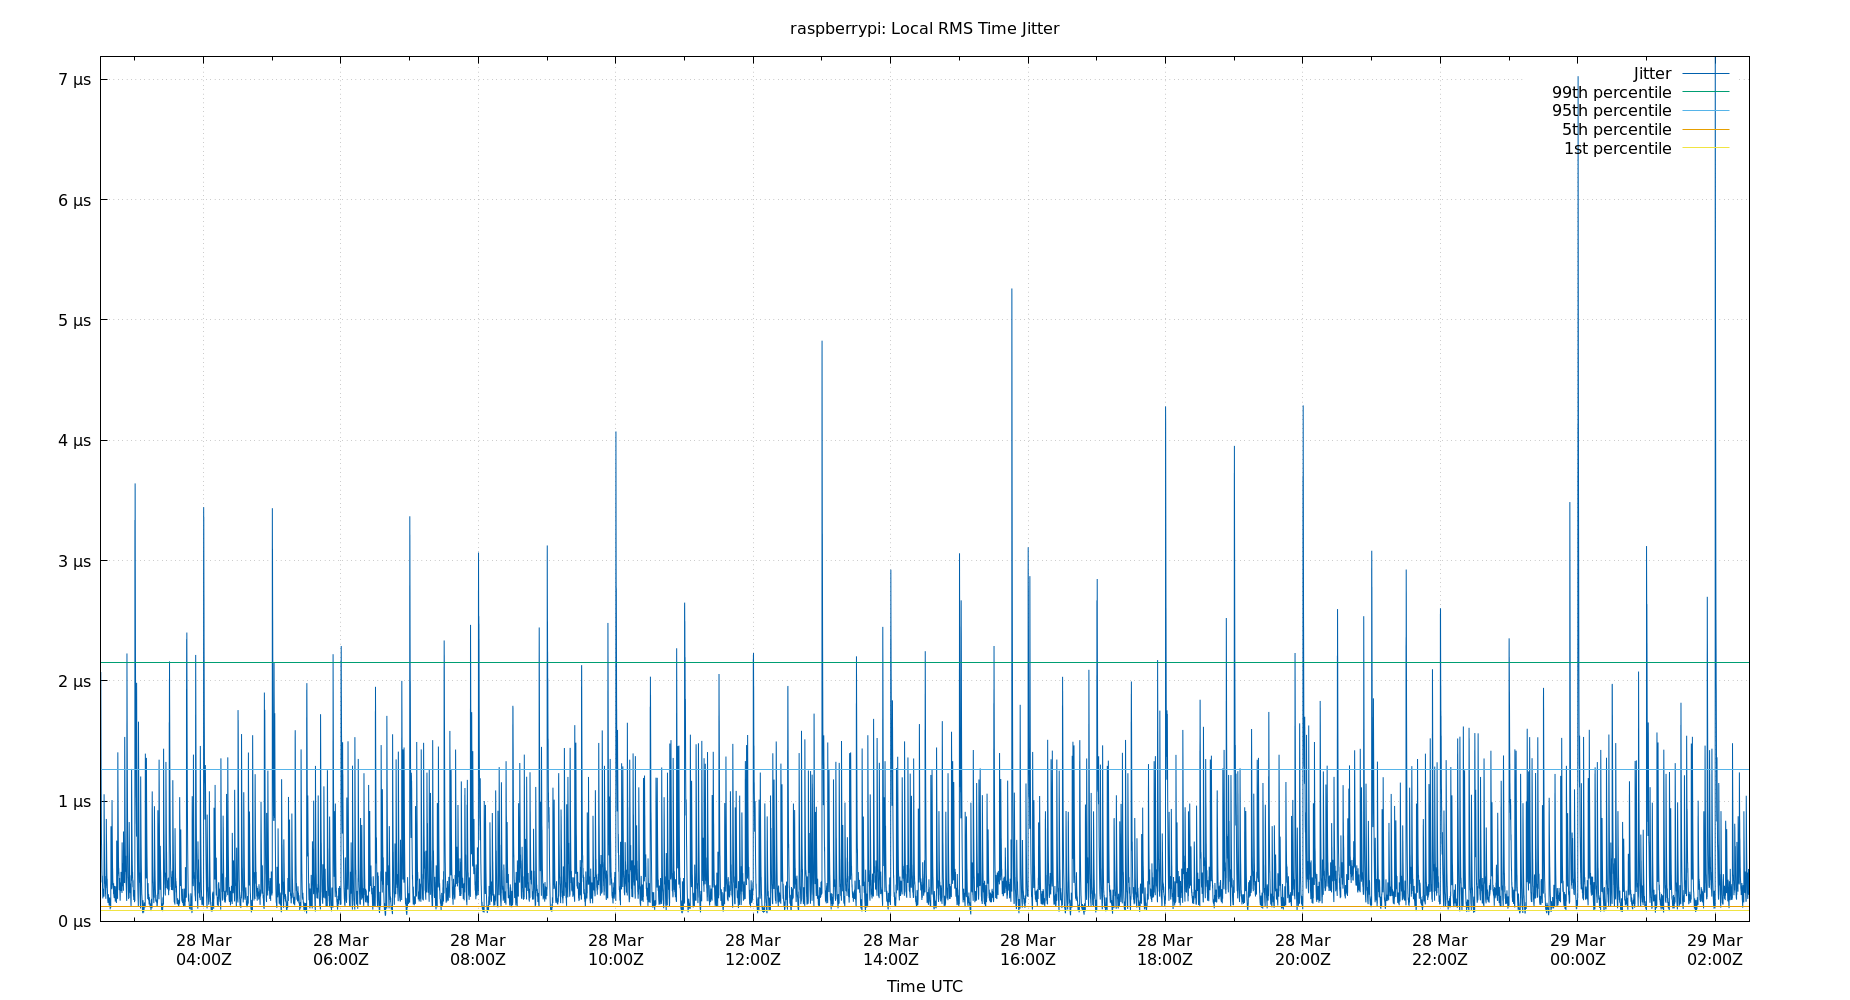 raspberrypi: Local RMS Time Jitter
7 µs
6 µs
5 µs
4 µs
3 µs
2 µs
1 µs
0 µs
Jitter
99th percentile
95th percentile
5th percentile
1st percentile
28 Mar
04:00Z
28 Mar
06:00Z
28 Mar
08:00Z
28 Mar
10:00Z
28 Mar
12:00Z
28 Mar
14:00Z
28 Mar
16:00Z
28 Mar
18:00Z
28 Mar
20:00Z
28 Mar
22:00Z
29 Mar
00:00Z
29 Mar
02:00Z
Time UTC